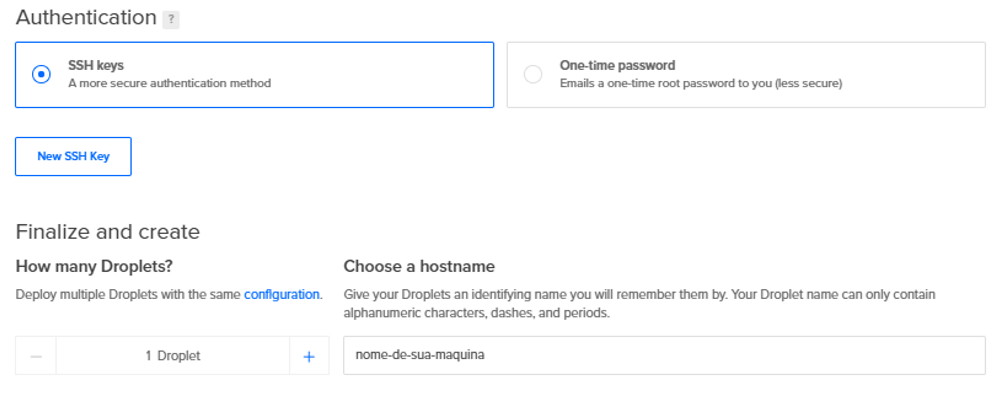 Authentication ?
SSH keys
A more secure authentication method
One-time password
Emails a one-time root password to you (less secure)
New SSH Key
Finalize and create
How many Droplets?
Deploy multiple Droplets with the same configuration.
− 1 Droplet +
Choose a hostname
Give your Droplets an identifying name you will remember them by. Your Droplet name can only contain
alphanumeric characters, dashes, and periods.
nome-de-sua-maquina